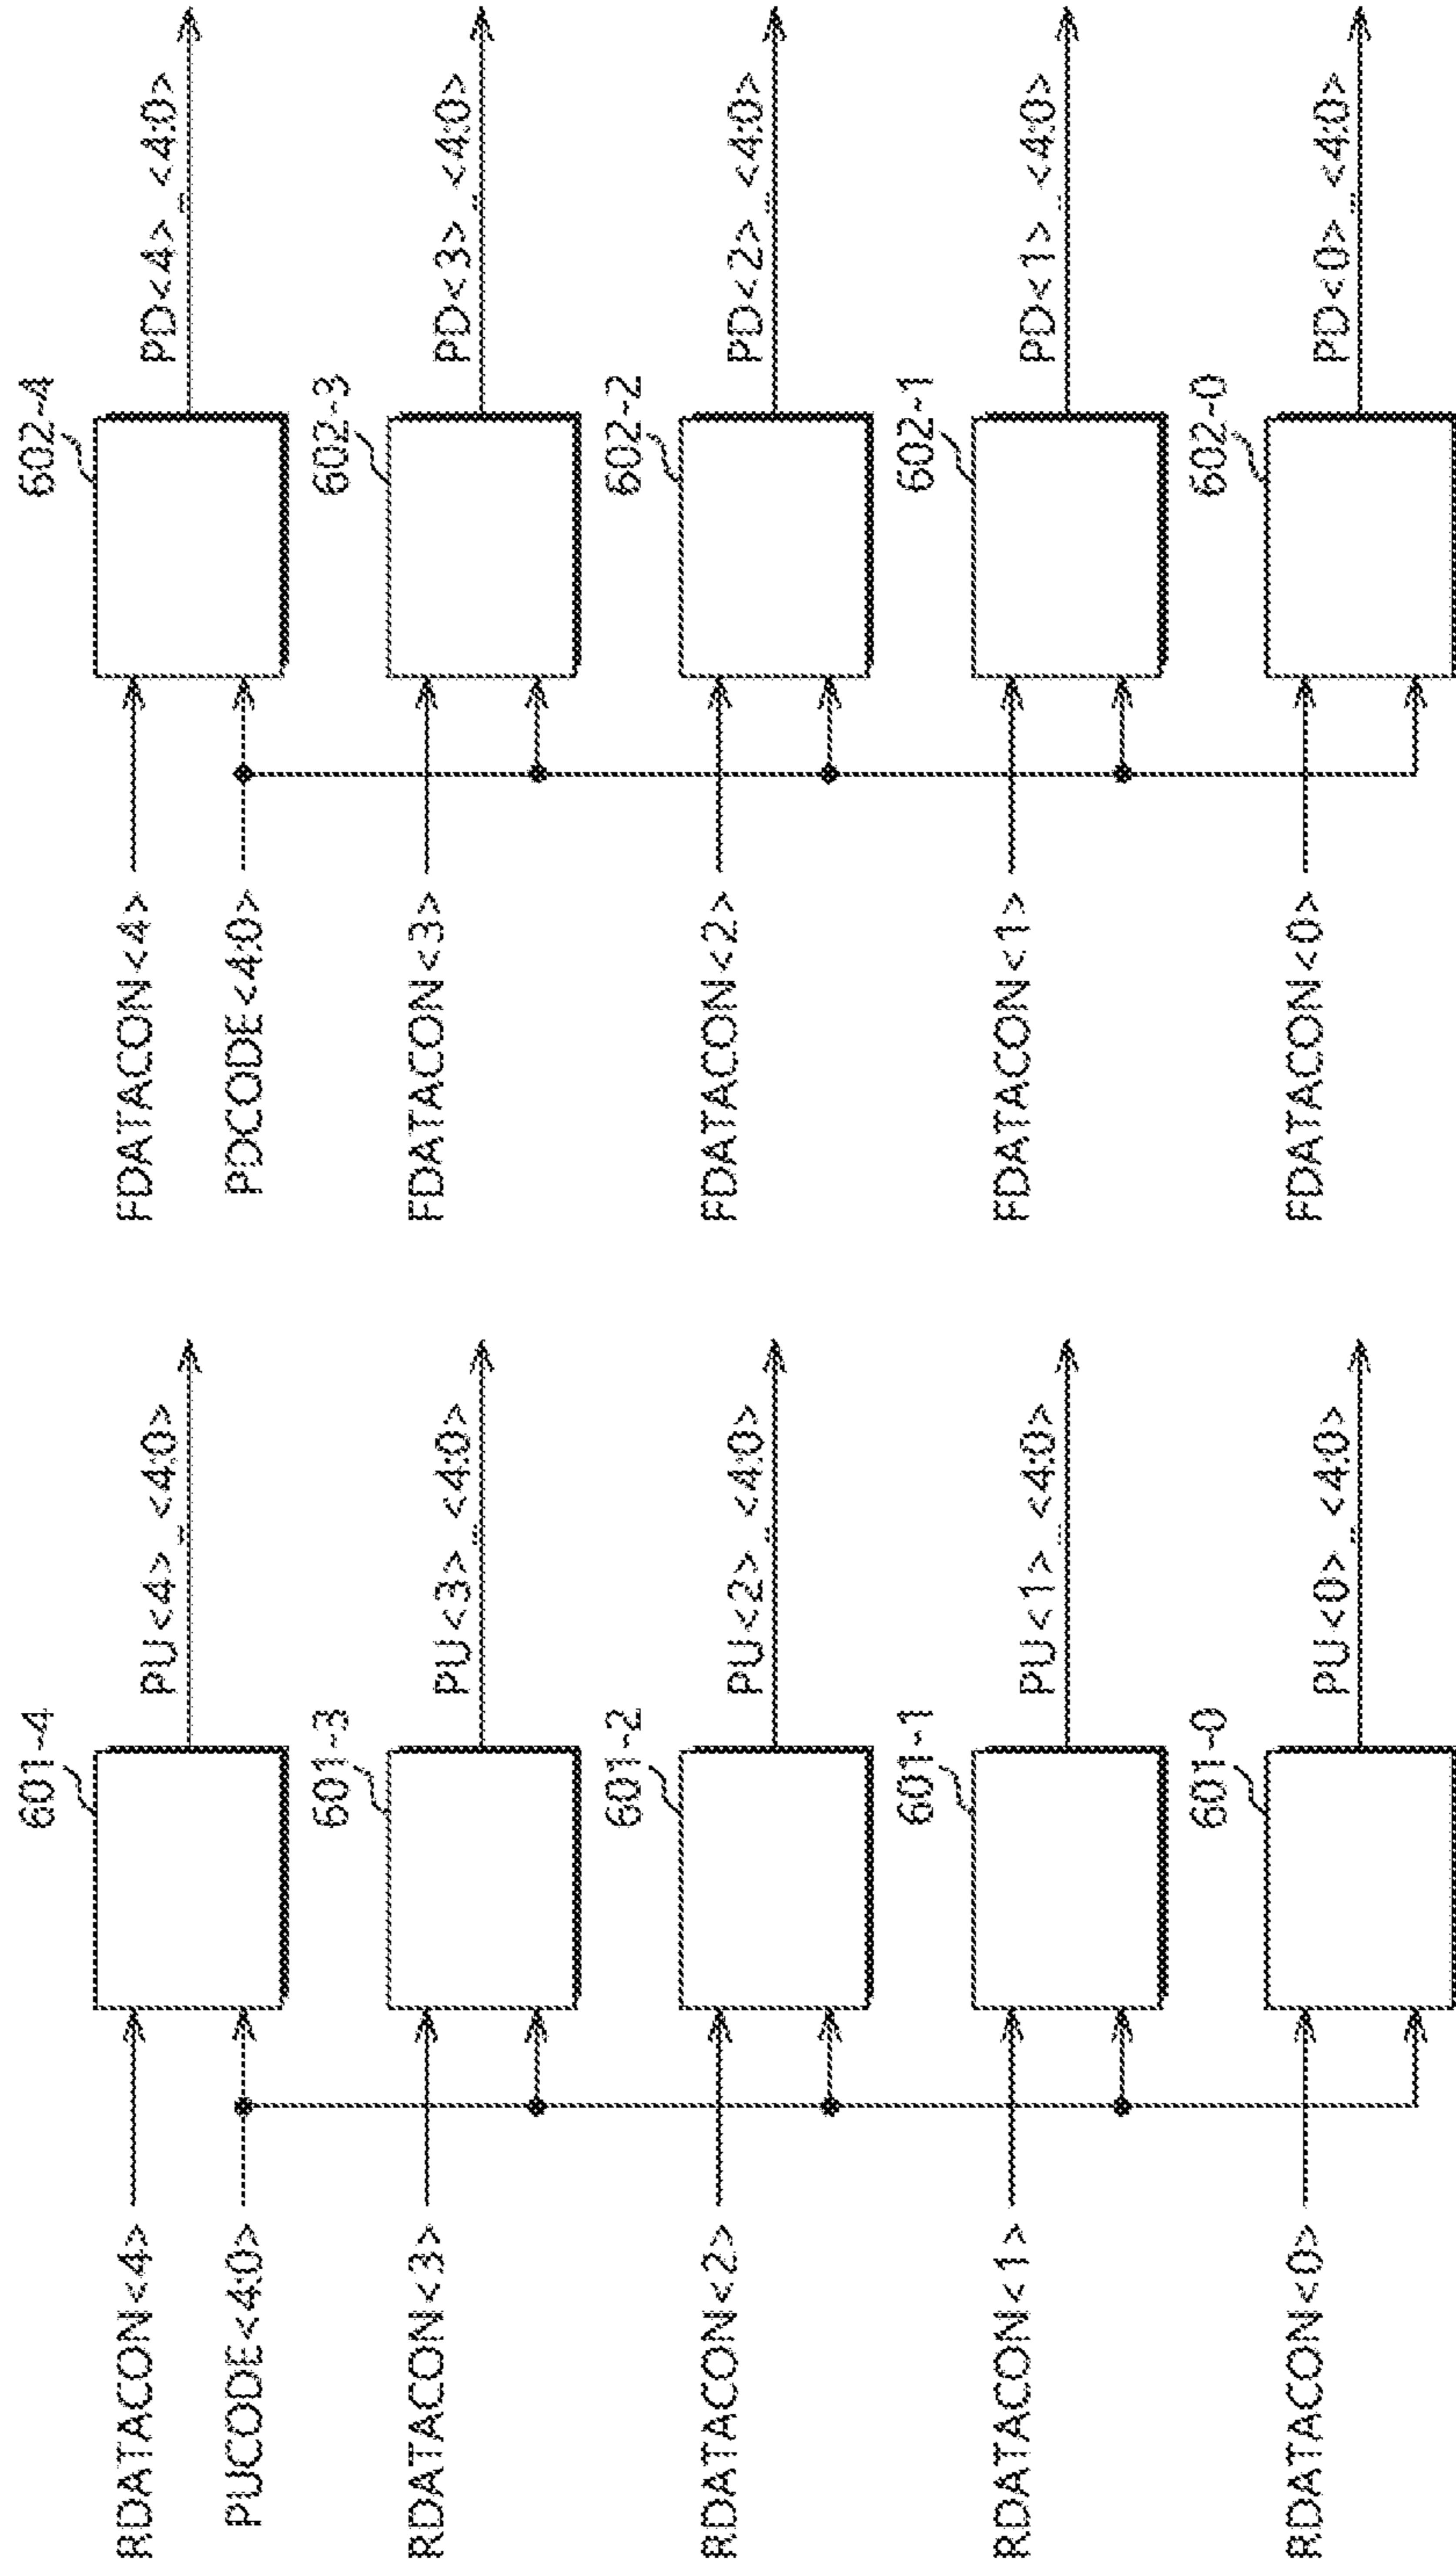 601-4
RDATACON<4>
PU<4>_<4:0>
PUCODE<4:0>
601-3
RDATACON<3>
PU<3>_<4:0>
601-2
RDATACON<2>
PU<2>_<4:0>
601-1
RDATACON<1>
PU<1>_<4:0>
601-0
RDATACON<0>
PU<0>_<4:0>
602-4
FDATACON<4>
PD<4>_<4:0>
PDCODE<4:0>
602-3
FDATACON<3>
PD<3>_<4:0>
602-2
FDATACON<2>
PD<2>_<4:0>
602-1
FDATACON<1>
PD<1>_<4:0>
602-0
FDATACON<0>
PD<0>_<4:0>